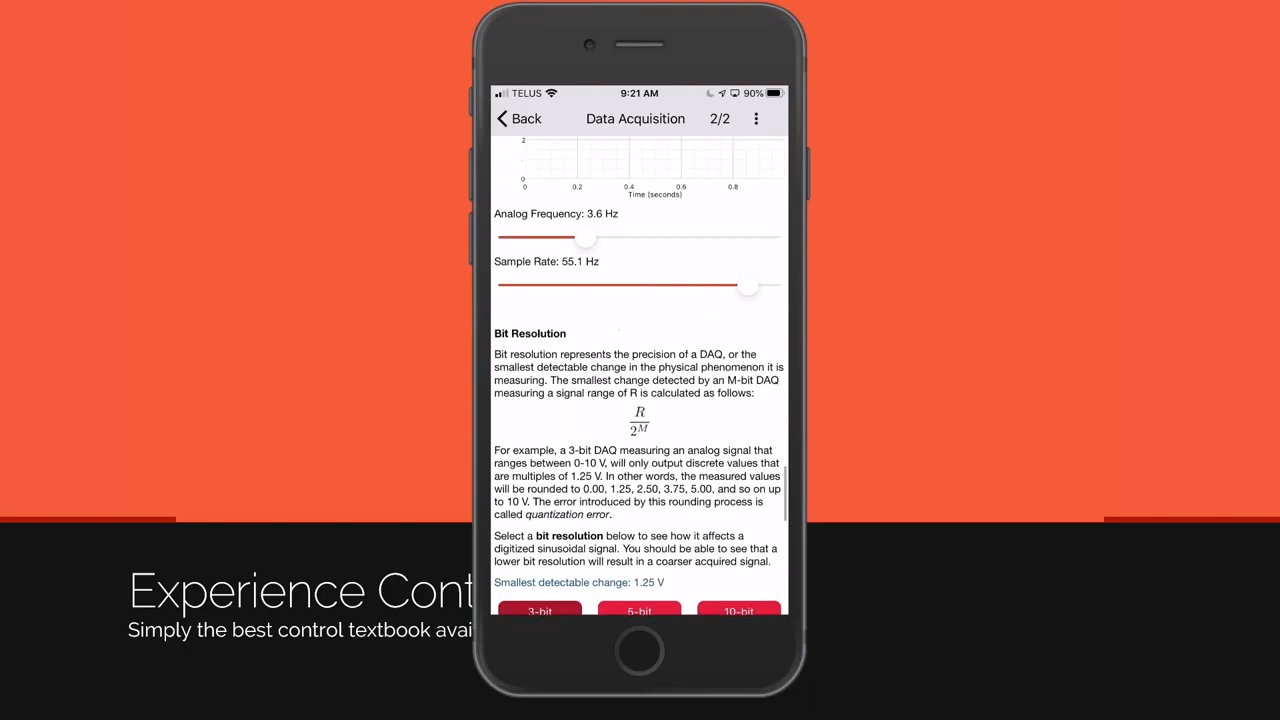 TELUS 9:21 AM 90%
Back Data Acquisition 2/2
2
0
0 0.2 0.4 0.6 0.8
Time (seconds)
Analog Frequency: 3.6 Hz
Sample Rate: 55.1 Hz
Bit Resolution
Bit resolution represents the precision of a DAQ, or the
smallest detectable change in the physical phenomenon it is
measuring. The smallest change detected by an M-bit DAQ
measuring a signal range of R is calculated as follows:
R
2^M
For example, a 3-bit DAQ measuring an analog signal that
ranges between 0-10 V, will only output discrete values that
are multiples of 1.25 V. In other words, the measured values
will be rounded to 0.00, 1.25, 2.50, 3.75, 5.00, and so on up
to 10 V. The error introduced by this rounding process is
called quantization error.
Select a bit resolution below to see how it affects a
digitized sinusoidal signal. You should be able to see that a
lower bit resolution will result in a coarser acquired signal.
Smallest detectable change: 1.25 V
3-bit 5-bit 10-bit
Experience Cont
Simply the best control textbook avai